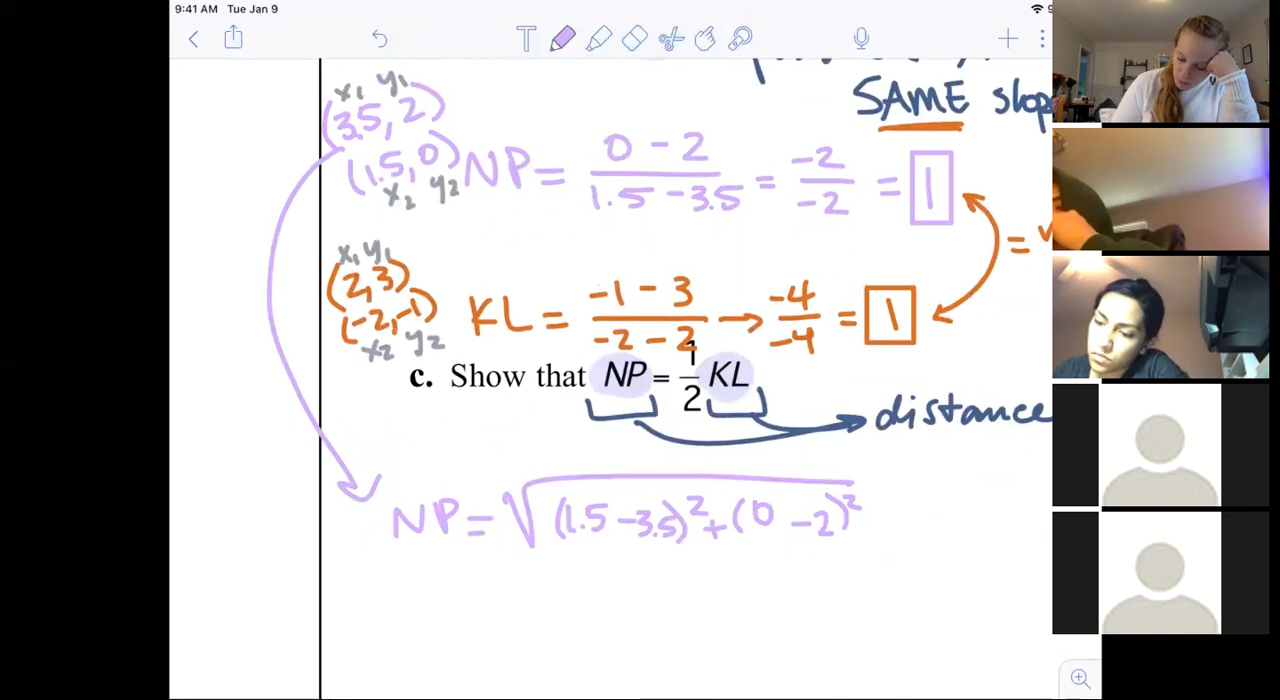 9:41 AM Tue Jan 9
SAME slop
x1 y1
(3.5, 2)
(1.5, 0) NP = 0 - 2 / 1.5 - 3.5 = -2 / -2 = 1
x2 y2
=
x1 y1
(2, 3)
(-2, -1) KL = -1 - 3 / -2 - 2 → -4 / -4 = 1
x2 y2
c. Show that NP = 1/2 KL
distance
NP = √(1.5 - 3.5)² + (0 - 2)²